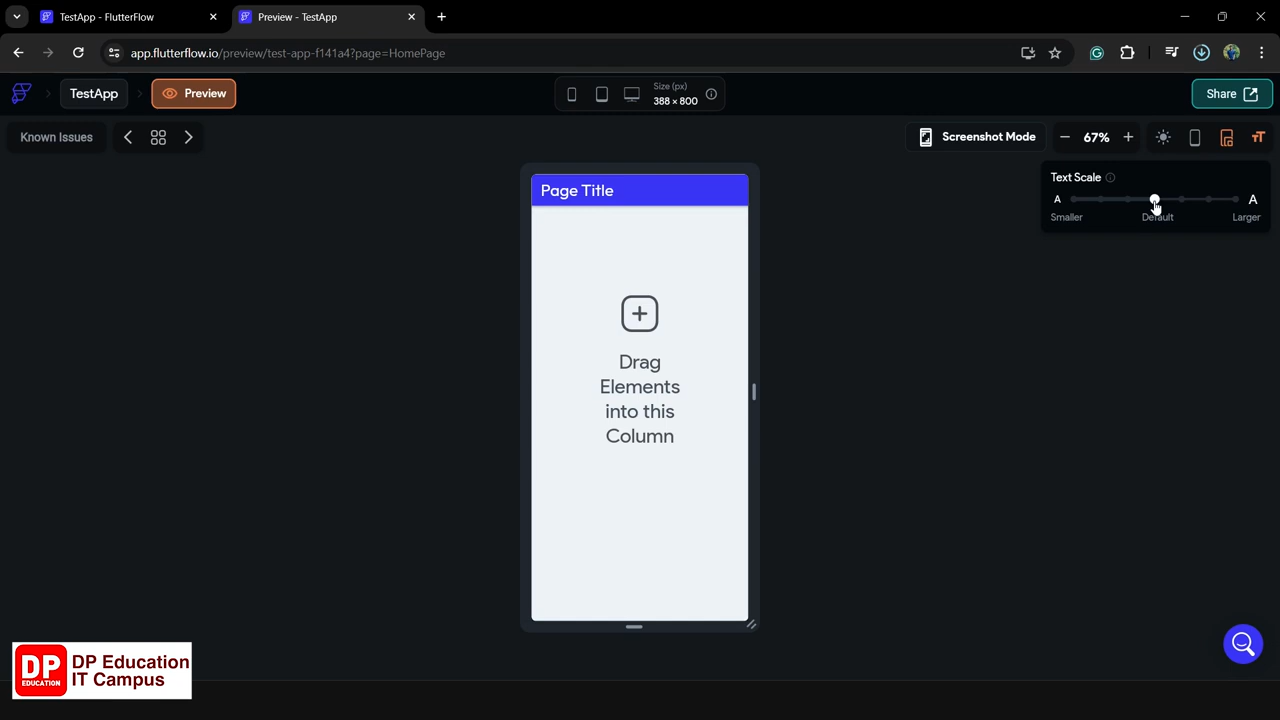 TestApp - FlutterFlow
Preview - TestApp
app.flutterflow.io/preview/test-app-f141a4?page=HomePage
TestApp
Preview
Size (px)
388 × 800
Share
Known Issues
Screenshot Mode
67%
Text Scale
A
A
Smaller
Default
Larger
Page Title
Drag
Elements
into this
Column
DP
EDUCATION
DP Education
IT Campus